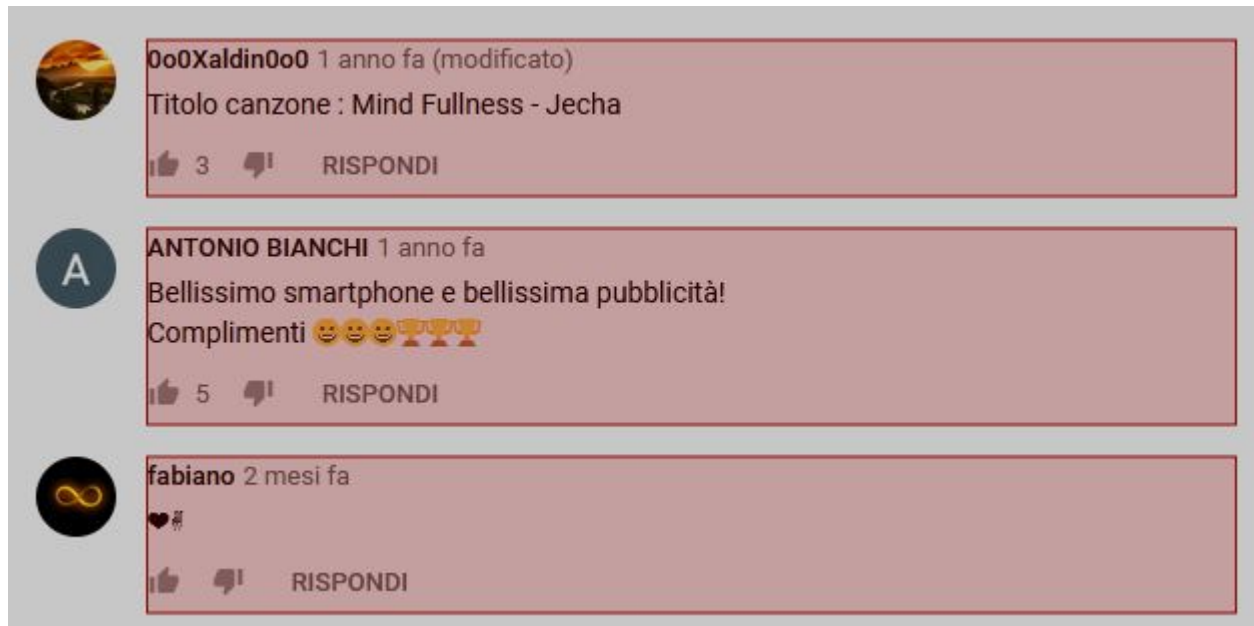 0o0Xaldin0o0 1 anno fa (modificato)
Titolo canzone : Mind Fullness - Jecha
3 RISPONDI
A
ANTONIO BIANCHI 1 anno fa
Bellissimo smartphone e bellissima pubblicità!
Complimenti 😀😀😀🏆🏆🏆
5 RISPONDI
fabiano 2 mesi fa
❤✌
RISPONDI